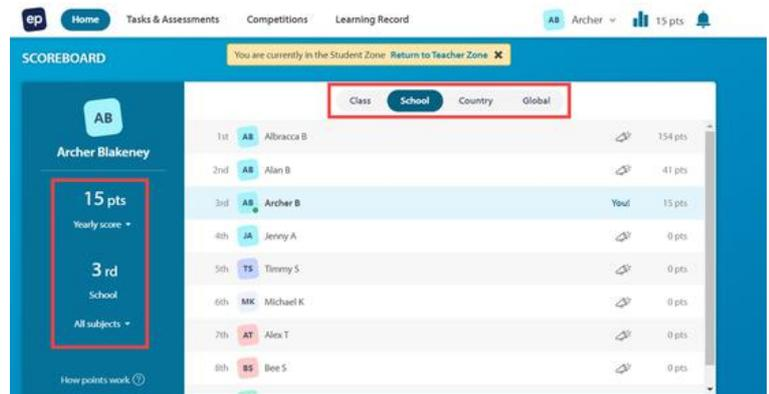 ep Home Tasks & Assessments Competitions Learning Record AB Archer 15 pts
SCOREBOARD
You are currently in the Student Zone Return to Teacher Zone
Class School Country Global
AB
Archer Blakeney
15 pts
Yearly score
3 rd
School
All subjects
How points work ?
1st AB Albracca B 154 pts
2nd AB Alan B 41 pts
3rd AB Archer B You! 15 pts
4th JA Jenny A 0 pts
5th TS Timmy S 0 pts
6th MK Michael K 0 pts
7th AT Alex T 0 pts
8th BS Bee S 0 pts